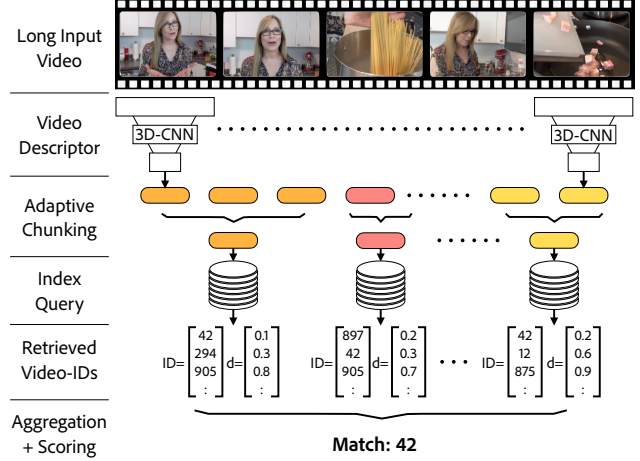 Long Input
Video
Video
Descriptor
3D-CNN
3D-CNN
Adaptive
Chunking
Index
Query
Retrieved
Video-IDs
ID= 42 294 905 : d= 0.1 0.3 0.8 :
ID= 897 42 905 : d= 0.2 0.3 0.7 :
ID= 42 12 875 : d= 0.2 0.6 0.9 :
Aggregation
+ Scoring
Match: 42